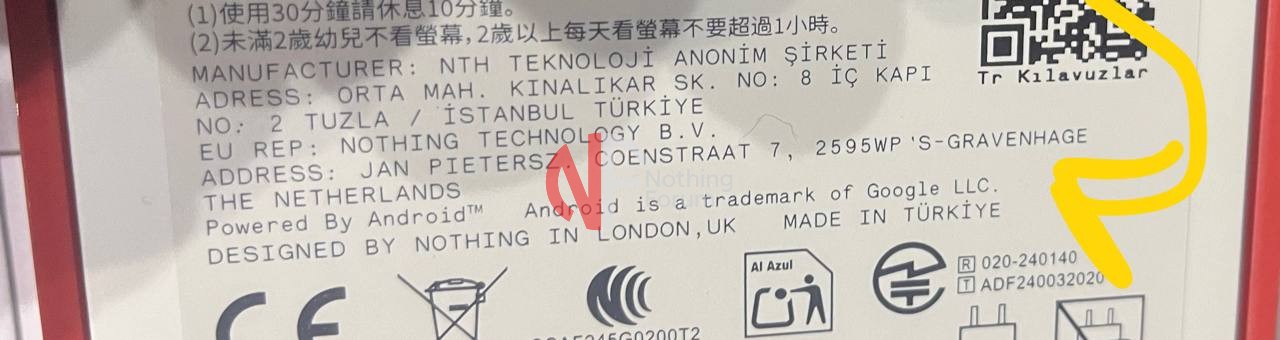 (1)使用30分鐘請休息10分鐘。
(2)未滿2歲幼兒不看螢幕,2歲以上每天看螢幕不要超過1小時。
MANUFACTURER: NTH TEKNOLOJİ ANONİM ŞİRKETİ
ADRESS: ORTA MAH. KINALIKAR SK. NO: 8 İÇ KAPI
NO: 2 TUZLA / İSTANBUL TÜRKİYE
EU REP: NOTHING TECHNOLOGY B.V.
ADDRESS: JAN PIETERSZ. COENSTRAAT 7, 2595WP 'S-GRAVENHAGE
THE NETHERLANDS
Powered By Android™ Android is a trademark of Google LLC.
DESIGNED BY NOTHING IN LONDON,UK MADE IN TÜRKİYE
Tr Kılavuzlar
Nothing
Al Azul
R 020-240140
T ADF240032020
CE